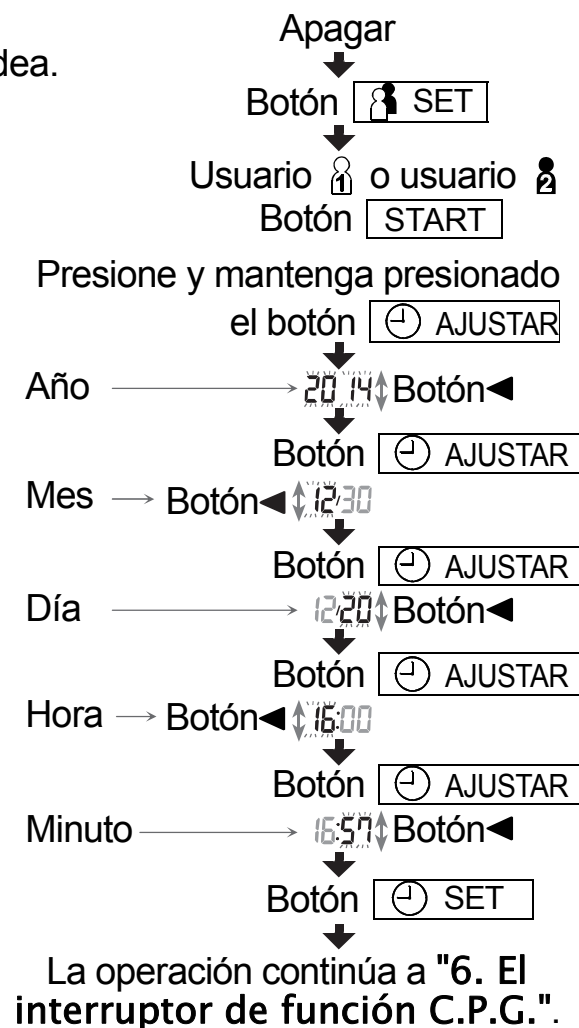 Apagar
dea.
Botón SET
Usuario 1 o usuario 2
Botón START
Presione y mantenga presionado
el botón AJUSTAR
Año 2014 Botón
Botón AJUSTAR
Mes Botón 12/30
Botón AJUSTAR
Día 12/20 Botón
Botón AJUSTAR
Hora Botón 16:00
Botón AJUSTAR
Minuto 16:57 Botón
Botón SET
La operación continúa a "6. El
interruptor de función C.P.G.".